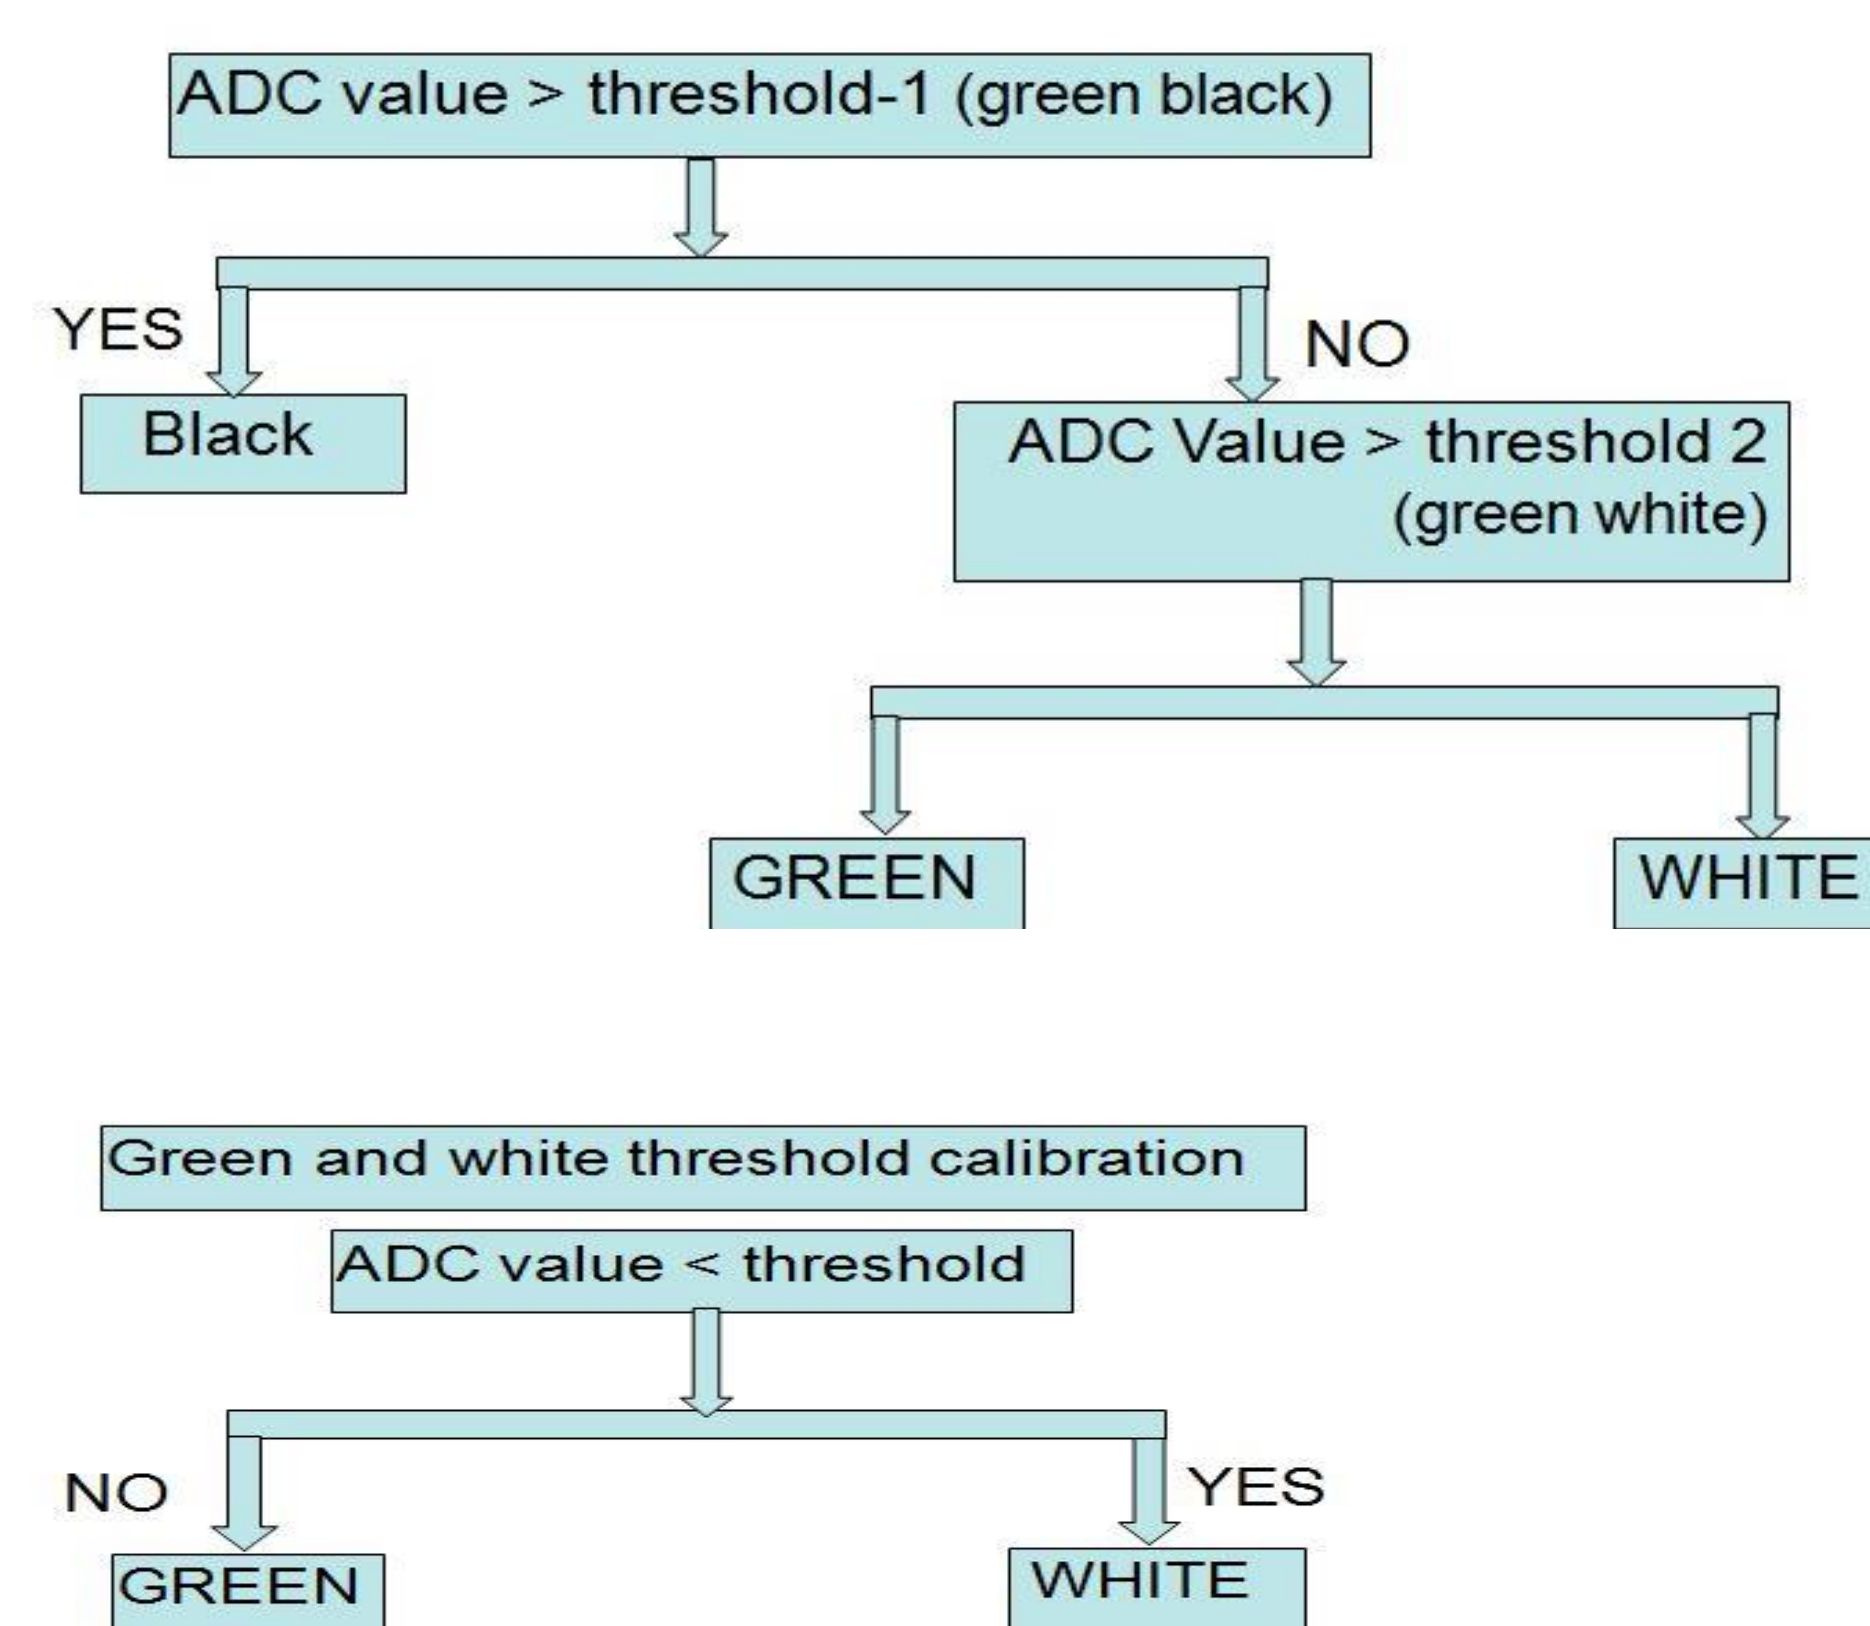 ADC value > threshold-1 (green black)
YES
NO
Black
ADC Value > threshold 2
(green white)
GREEN
WHITE
Green and white threshold calibration
ADC value < threshold
NO
YES
GREEN
WHITE